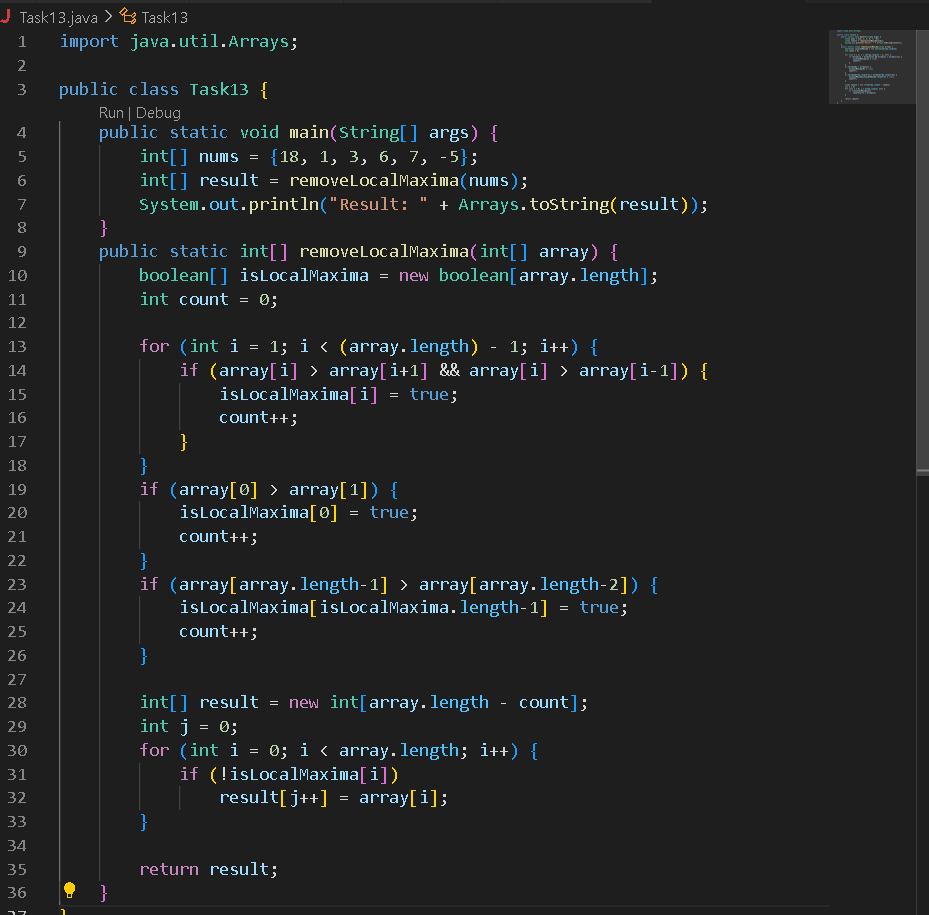 Task13.java > Task13
1 import java.util.Arrays;
2
3 public class Task13 {
Run | Debug
4     public static void main(String[] args) {
5         int[] nums = {18, 1, 3, 6, 7, -5};
6         int[] result = removeLocalMaxima(nums);
7         System.out.println("Result: " + Arrays.toString(result));
8     }
9     public static int[] removeLocalMaxima(int[] array) {
10         boolean[] isLocalMaxima = new boolean[array.length];
11         int count = 0;
12
13         for (int i = 1; i < (array.length) - 1; i++) {
14             if (array[i] > array[i+1] && array[i] > array[i-1]) {
15                 isLocalMaxima[i] = true;
16                 count++;
17             }
18         }
19         if (array[0] > array[1]) {
20             isLocalMaxima[0] = true;
21             count++;
22         }
23         if (array[array.length-1] > array[array.length-2]) {
24             isLocalMaxima[isLocalMaxima.length-1] = true;
25             count++;
26         }
27
28         int[] result = new int[array.length - count];
29         int j = 0;
30         for (int i = 0; i < array.length; i++) {
31             if (!isLocalMaxima[i])
32                 result[j++] = array[i];
33         }
34
35         return result;
36     }
37 }